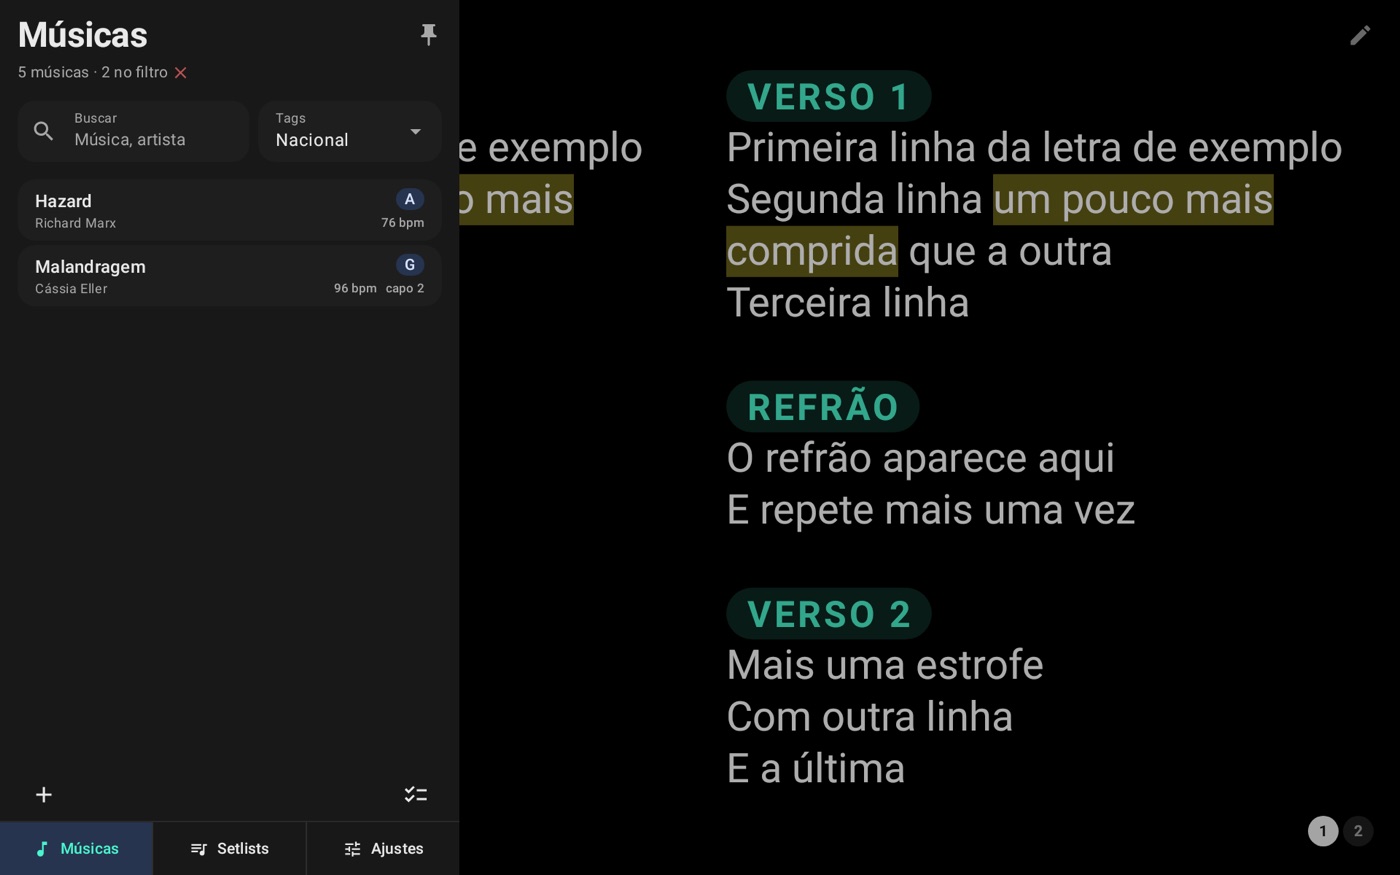 Músicas
5 músicas · 2 no filtro
Buscar
Música, artista
Tags
Nacional
Hazard
A
Richard Marx
76 bpm
Malandragem
G
Cássia Eller
96 bpm capo 2
Músicas
Setlists
Ajustes
e exemplo
o mais
VERSO 1
Primeira linha da letra de exemplo
Segunda linha um pouco mais
comprida que a outra
Terceira linha
REFRÃO
O refrão aparece aqui
E repete mais uma vez
VERSO 2
Mais uma estrofe
Com outra linha
E a última
1 2